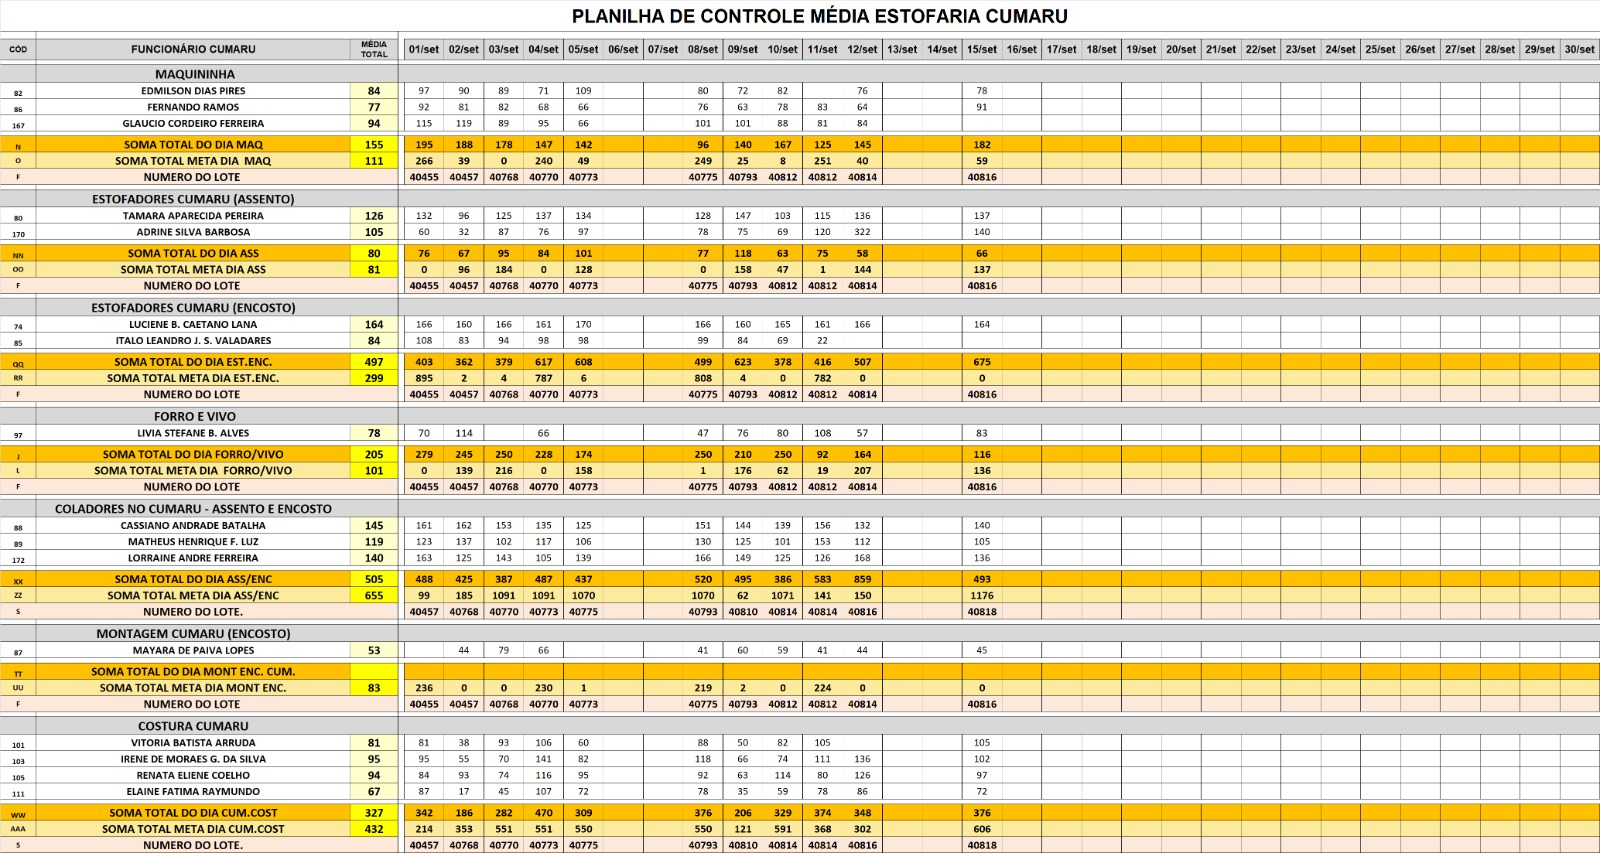 PLANILHA DE CONTROLE MÉDIA ESTOFARIA CUMARU
CÓD FUNCIONÁRIO CUMARU MÉDIA TOTAL 01/set 02/set 03/set 04/set 05/set 06/set 07/set 08/set 09/set 10/set 11/set 12/set 13/set 14/set 15/set 16/set 17/set 18/set 19/set 20/set 21/set 22/set 23/set 24/set 25/set 26/set 27/set 28/set 29/set 30/set
MAQUININHA
82 EDMILSON DIAS PIRES 84 97 90 89 71 109 80 72 82 76 78
86 FERNANDO RAMOS 77 92 81 82 68 66 76 63 78 83 64 91
167 GLAUCIO CORDEIRO FERREIRA 94 115 119 89 95 66 101 101 88 81 84
N SOMA TOTAL DO DIA MAQ 155 195 188 178 147 142 96 140 167 125 145 182
O SOMA TOTAL META DIA MAQ 111 266 39 0 240 49 249 25 8 251 40 59
F NUMERO DO LOTE 40455 40457 40768 40770 40773 40775 40793 40812 40812 40814 40816
ESTOFADORES CUMARU (ASSENTO)
80 TAMARA APARECIDA PEREIRA 126 132 96 125 137 134 128 147 103 115 136 137
170 ADRINE SILVA BARBOSA 105 60 32 87 76 97 78 75 69 120 322 140
NN SOMA TOTAL DO DIA ASS 80 76 67 95 84 101 77 118 63 75 58 66
OO SOMA TOTAL META DIA ASS 81 0 96 184 0 128 0 158 47 1 144 137
F NUMERO DO LOTE 40455 40457 40768 40770 40773 40775 40793 40812 40812 40814 40816
ESTOFADORES CUMARU (ENCOSTO)
74 LUCIENE B. CAETANO LANA 164 166 160 166 161 170 166 160 165 161 166 164
85 ITALO LEANDRO J. S. VALADARES 84 108 83 94 98 98 99 84 69 22
QQ SOMA TOTAL DO DIA EST.ENC. 497 403 362 379 617 608 499 623 378 416 507 675
RR SOMA TOTAL META DIA EST.ENC. 299 895 2 4 787 6 808 4 0 782 0 0
F NUMERO DO LOTE 40455 40457 40768 40770 40773 40775 40793 40812 40812 40814 40816
FORRO E VIVO
97 LIVIA STEFANE B. ALVES 78 70 114 66 47 76 80 108 57 83
J SOMA TOTAL DO DIA FORRO/VIVO 205 279 245 250 228 174 250 210 250 92 164 116
L SOMA TOTAL META DIA FORRO/VIVO 101 0 139 216 0 158 1 176 62 19 207 136
F NUMERO DO LOTE 40455 40457 40768 40770 40773 40775 40793 40812 40812 40814 40816
COLADORES NO CUMARU - ASSENTO E ENCOSTO
88 CASSIANO ANDRADE BATALHA 145 161 162 153 135 125 151 144 139 156 132 140
89 MATHEUS HENRIQUE F. LUZ 119 123 137 102 117 106 130 125 101 153 112 105
172 LORRAINE ANDRE FERREIRA 140 163 125 143 105 139 166 149 125 126 168 136
XX SOMA TOTAL DO DIA ASS/ENC 505 488 425 387 487 437 520 495 386 583 859 493
ZZ SOMA TOTAL META DIA ASS/ENC 655 99 185 1091 1091 1070 1070 62 1071 141 150 1176
S NUMERO DO LOTE. 40457 40768 40770 40773 40775 40793 40810 40814 40814 40816 40818
MONTAGEM CUMARU (ENCOSTO)
87 MAYARA DE PAIVA LOPES 53 44 79 66 41 60 59 41 44 45
TT SOMA TOTAL DO DIA MONT ENC. CUM.
UU SOMA TOTAL META DIA MONT ENC. 83 236 0 0 230 1 219 2 0 224 0 0
F NUMERO DO LOTE 40455 40457 40768 40770 40773 40775 40793 40812 40812 40814 40816
COSTURA CUMARU
101 VITORIA BATISTA ARRUDA 81 81 38 93 106 60 88 50 82 105 105
103 IRENE DE MORAES G. DA SILVA 95 95 55 70 141 82 118 66 74 111 136 102
105 RENATA ELIENE COELHO 94 84 93 74 116 95 92 63 114 80 126 97
111 ELAINE FATIMA RAYMUNDO 67 87 17 45 107 72 78 35 59 78 86 72
WW SOMA TOTAL DO DIA CUM.COST 327 342 186 282 470 309 376 206 329 374 348 376
AAA SOMA TOTAL META DIA CUM.COST 432 214 353 551 551 550 550 121 591 368 302 606
S NUMERO DO LOTE. 40457 40768 40770 40773 40775 40793 40810 40814 40814 40816 40818